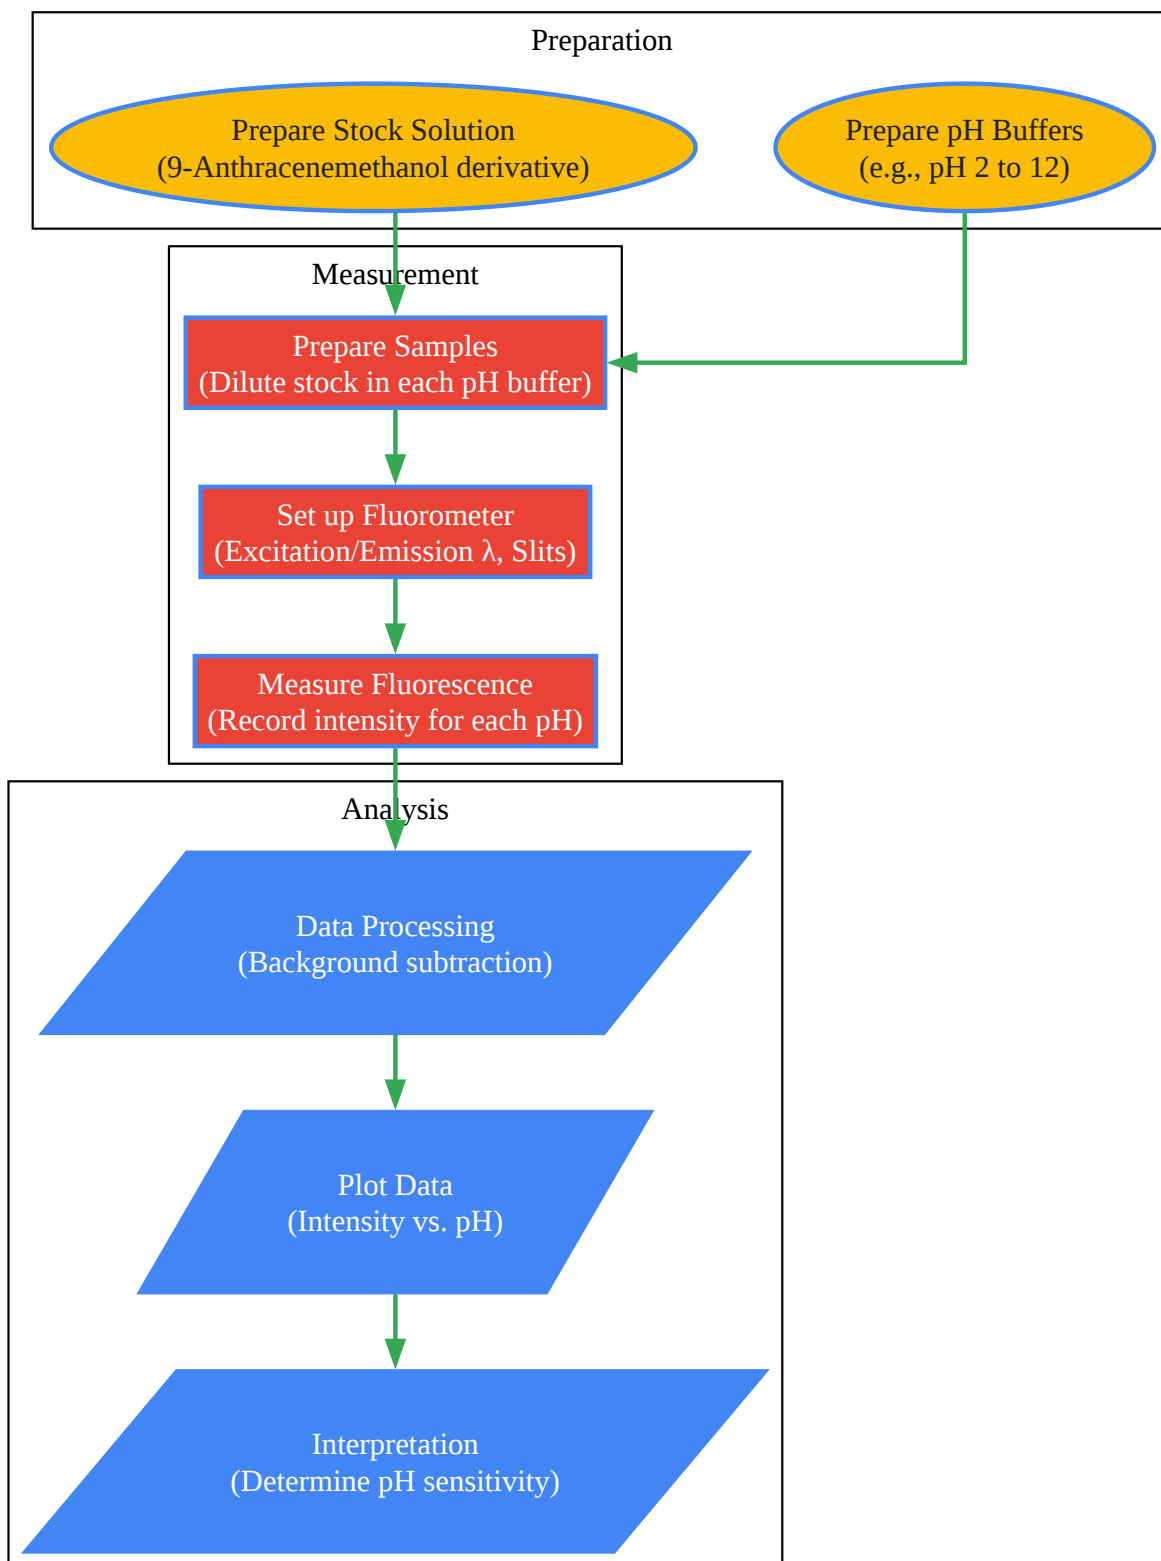 Preparation
Prepare Stock Solution
(9-Anthracenemethanol derivative)
Prepare pH Buffers
(e.g., pH 2 to 12)
Measurement
Prepare Samples
(Dilute stock in each pH buffer)
Set up Fluorometer
(Excitation/Emission λ, Slits)
Measure Fluorescence
(Record intensity for each pH)
Analysis
Data Processing
(Background subtraction)
Plot Data
(Intensity vs. pH)
Interpretation
(Determine pH sensitivity)